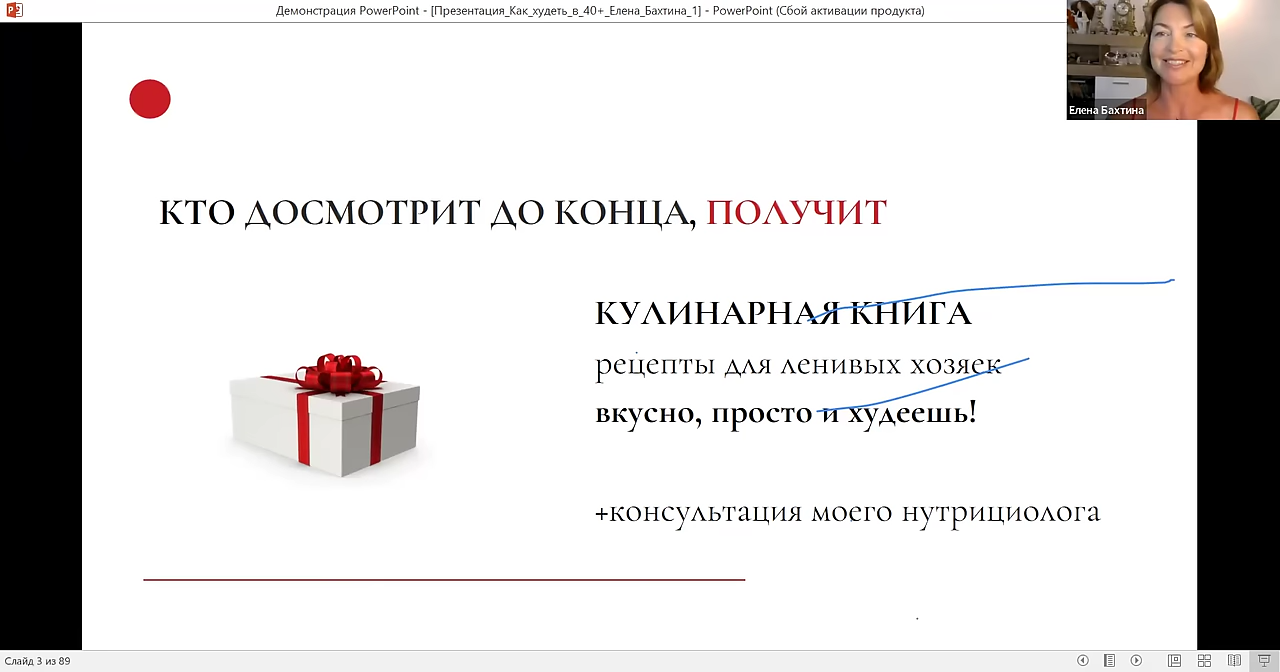 Демонстрация PowerPoint - [Презентация_Как_худеть_в_40+_Елена_Бахтина_1] - PowerPoint (Сбой активации продукта)
Елена Бахтина
КТО ДОСМОТРИТ ДО КОНЦА, ПОЛУЧИТ
КУЛИНАРНАЯ КНИГА
рецепты для ленивых хозяек
вкусно, просто и худеешь!
+консультация моего нутрициолога
Слайд 3 из 89